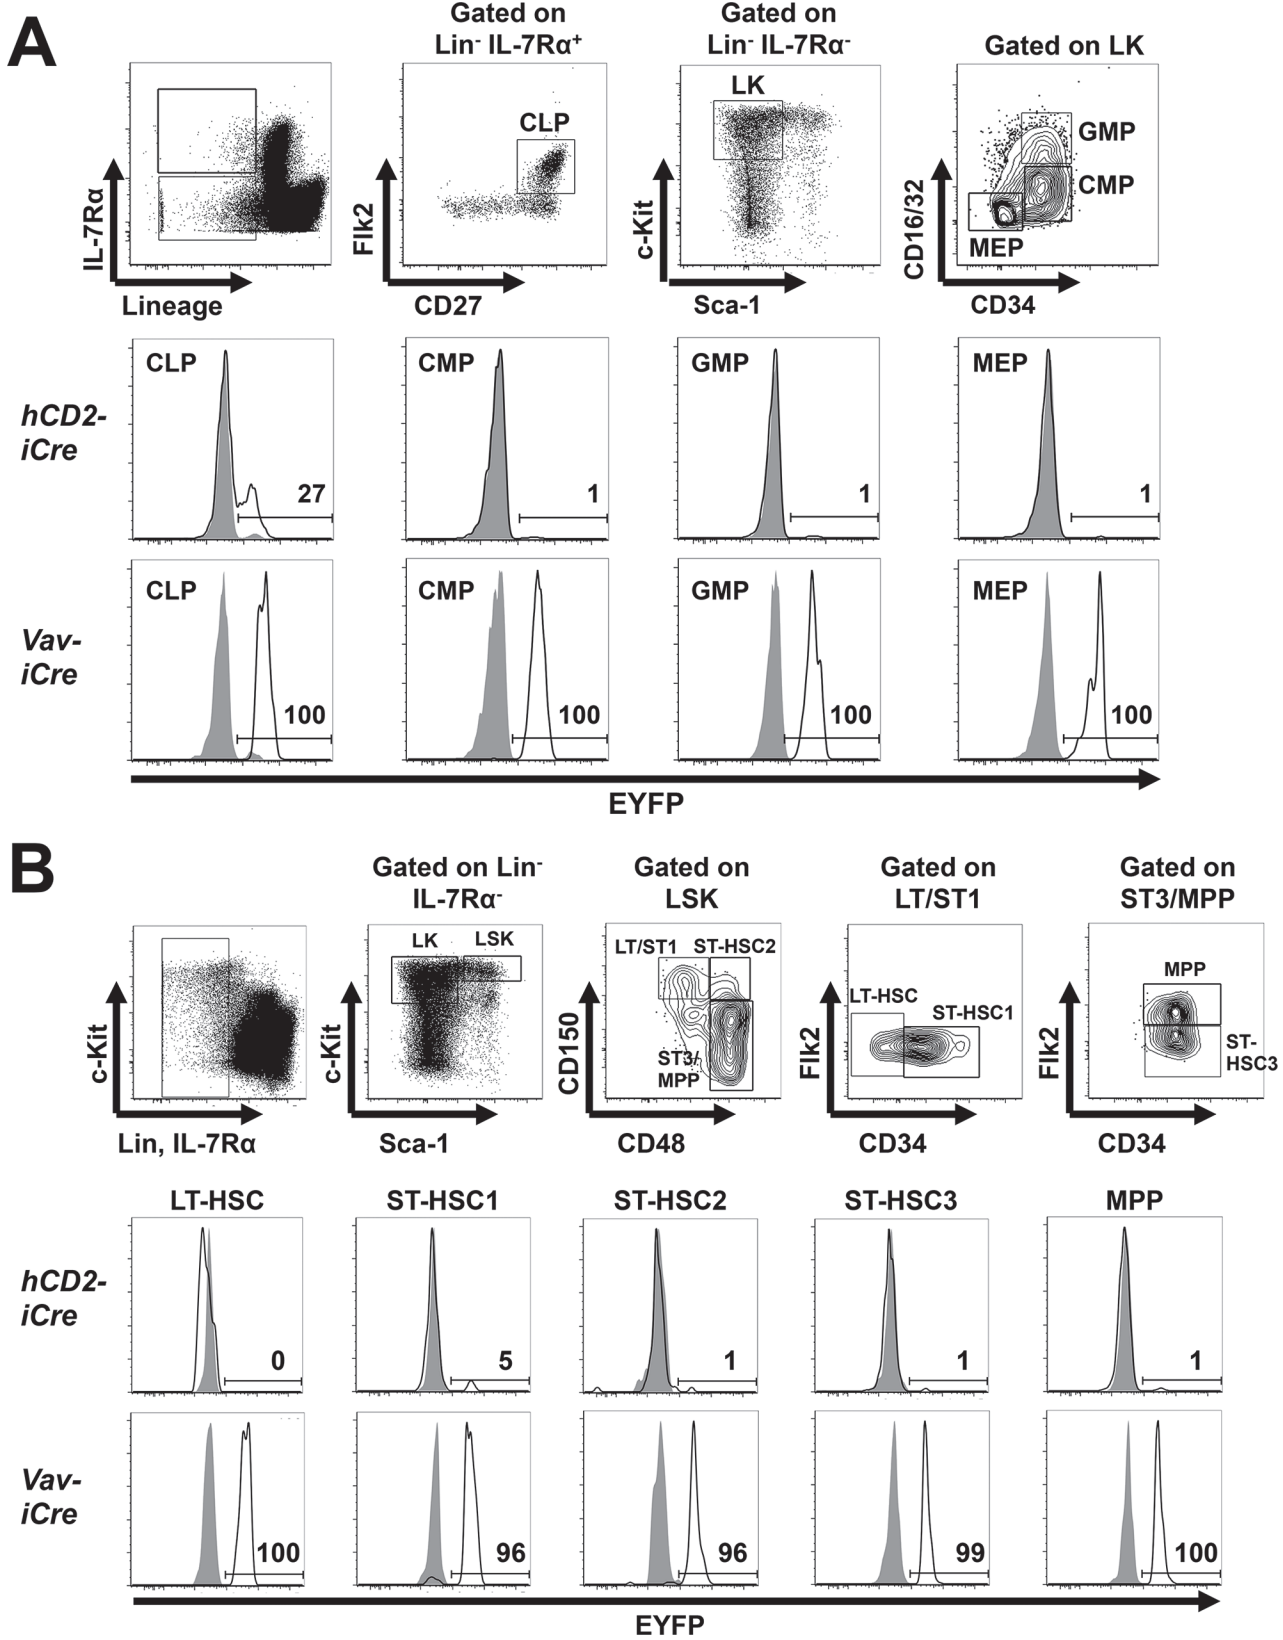 A
Gated on
Lin- IL-7Rα+
Gated on
Lin- IL-7Rα-
Gated on LK
IL-7Rα
Lineage
CLP
Flk2
CD27
LK
c-Kit
Sca-1
GMP
CMP
MEP
CD16/32
CD34
hCD2-
iCre
CLP
27
CMP
1
GMP
1
MEP
1
Vav-
iCre
CLP
100
CMP
100
GMP
100
MEP
100
EYFP
B
Gated on Lin-
IL-7Rα-
Gated on
LSK
Gated on
LT/ST1
Gated on
ST3/MPP
c-Kit
Lin, IL-7Rα
LK
LSK
c-Kit
Sca-1
LT/ST1
ST-HSC2
ST3/
MPP
CD150
CD48
LT-HSC
ST-HSC1
Flk2
CD34
MPP
ST-
HSC3
Flk2
CD34
LT-HSC
ST-HSC1
ST-HSC2
ST-HSC3
MPP
hCD2-
iCre
0
5
1
1
1
Vav-
iCre
100
96
96
99
100
EYFP